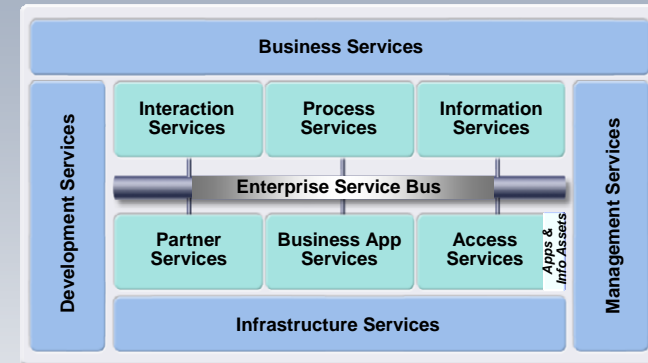 Business Services
Development Services
Interaction
Services
Process
Services
Information
Services
Management Services
Enterprise Service Bus
Partner
Services
Business App
Services
Access
Services
Apps &
Info Assets
Infrastructure Services